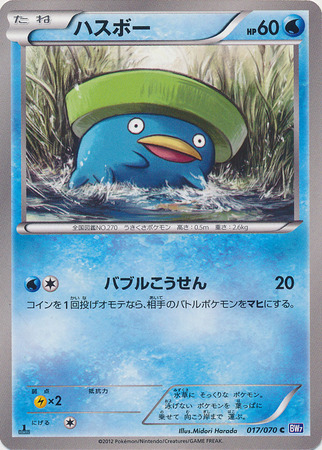 たね
ハスボー
HP60
全国図鑑NO.270 うきくさポケモン 高さ：0.5m 重さ：2.6kg
バブルこうせん 20
コインを1回投げオモテなら、相手のバトルポケモンをマヒにする。
弱点 抵抗力
×2
にげる
水草に そっくりな ポケモン。
泳げない ポケモンを 葉っぱに
乗せて 向こう岸まで 運ぶ。
Illus.Midori Harada 017/070 C BW7
©2012 Pokémon/Nintendo/Creatures/GAME FREAK.